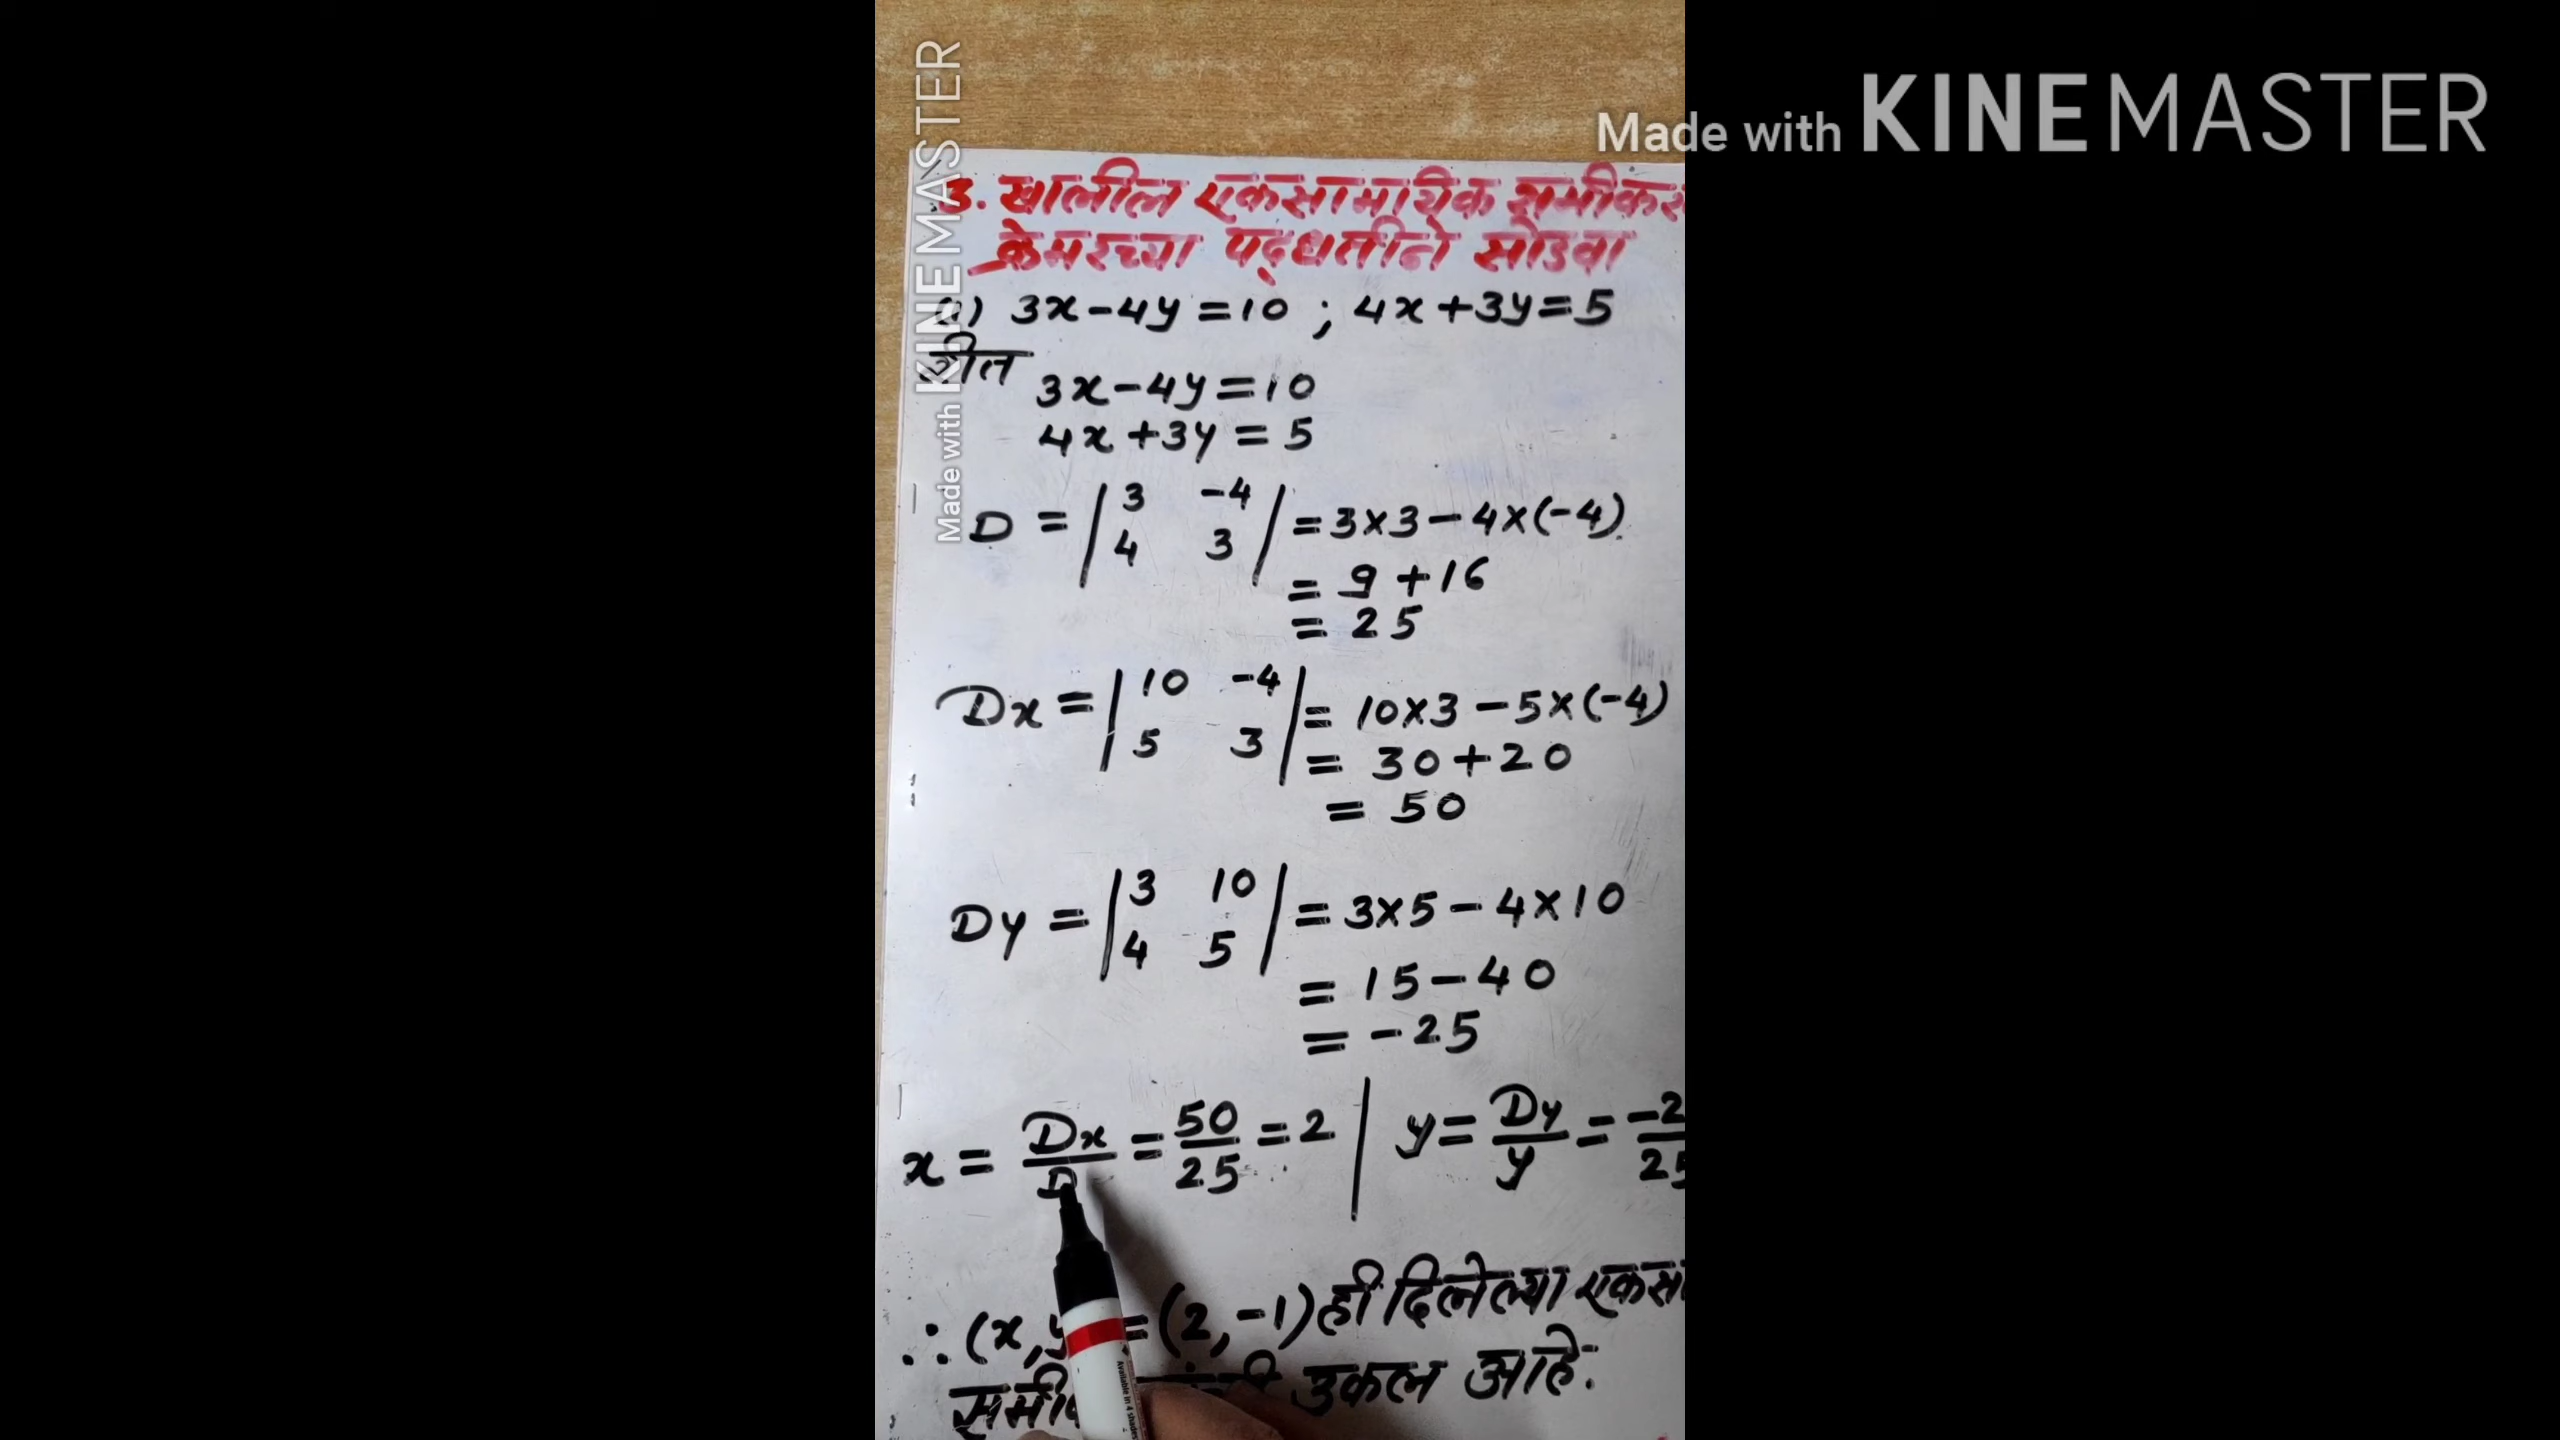 Made with KINEMASTER
Made with KINEMASTER
3. खालील एकसामायिक समीकर
क्रेमरच्या पद्धतीने सोडवा
(1) 3x-4y=10 ; 4x+3y=5
3x-4y=10
4x+3y=5
D = | 3 -4 | = 3×3-4×(-4)
| 4 3 |
= 9+16
= 25
Dx = | 10 -4 | = 10×3-5×(-4)
| 5 3 |
= 30+20
= 50
Dy = | 3 10 | = 3×5-4×10
| 4 5 |
= 15-40
= -25
x = Dx/D = 50/25 = 2 | y = Dy/y = -2/25
∴ (x,y = (2,-1) ही दिलेल्या एकसा
उकल आहे.